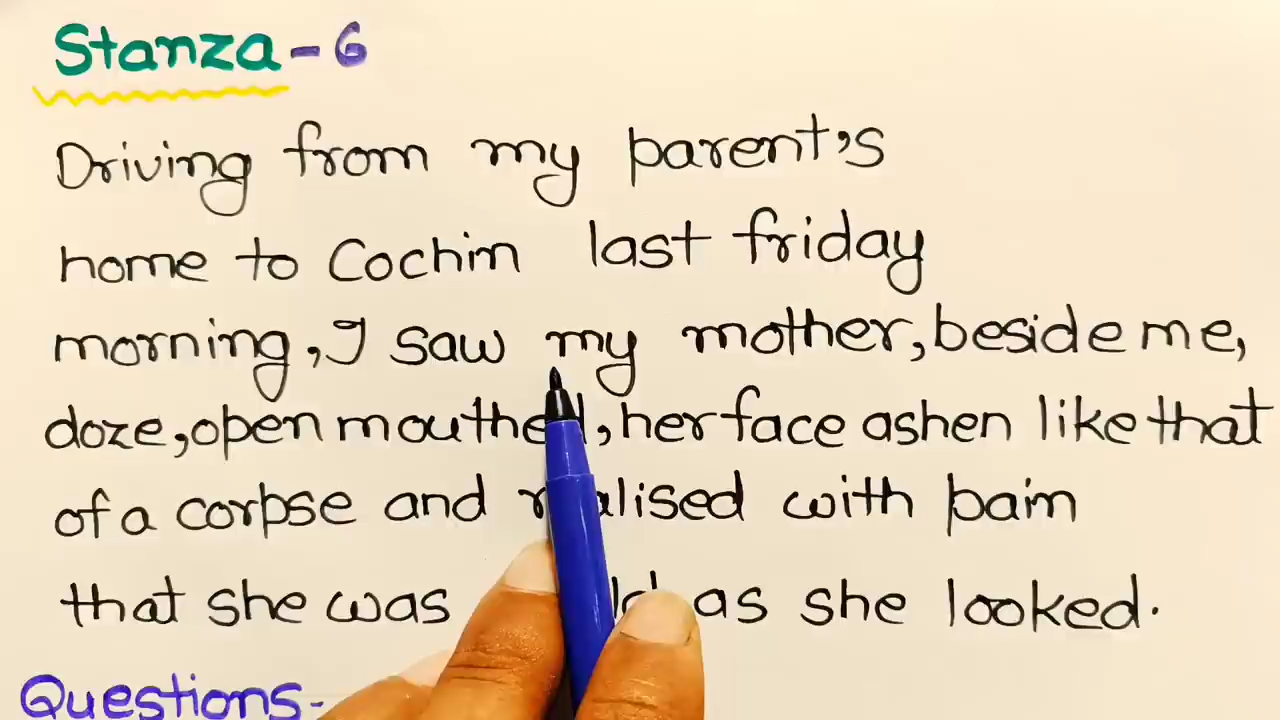 Stanza - 6
Driving from my parent's
home to Cochin last friday
morning, I saw my mother, beside me,
doze, open mouthed, her face ashen like that
of a corpse and realised with pain
that she was as she looked.
Questions.